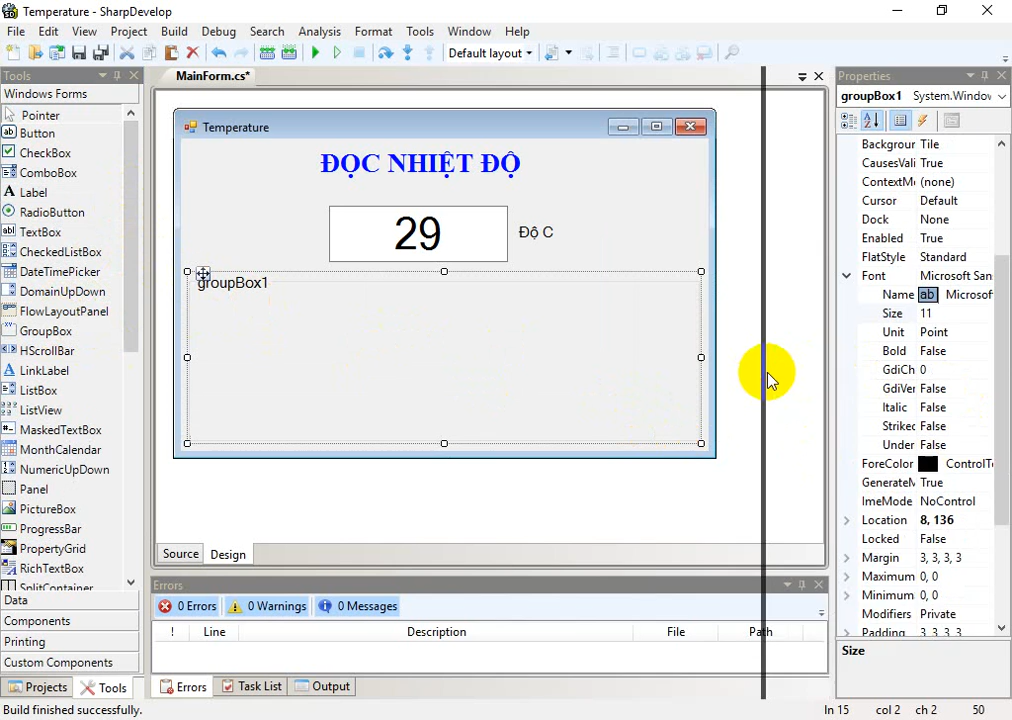 Temperature - SharpDevelop
File Edit View Project Build Debug Search Analysis Format Tools Window Help
Default layout
Tools
MainForm.cs*
Properties
Windows Forms
groupBox1 System.Window
Pointer
Button
CheckBox
ComboBox
Label
RadioButton
TextBox
CheckedListBox
DateTimePicker
DomainUpDown
FlowLayoutPanel
GroupBox
HScrollBar
LinkLabel
ListBox
ListView
MaskedTextBox
MonthCalendar
NumericUpDown
Panel
PictureBox
ProgressBar
PropertyGrid
RichTextBox
SplitContainer
Data
Components
Printing
Custom Components
Projects Tools
Temperature
ĐỌC NHIỆT ĐỘ
29 Độ C
groupBox1
Source Design
Errors
0 Errors 0 Warnings 0 Messages
! Line Description File Path
Errors Task List Output
Backgrour Tile
CausesVali True
ContextMe (none)
Cursor Default
Dock None
Enabled True
FlatStyle Standard
Font Microsoft San
Name ab Microsof
Size 11
Unit Point
Bold False
GdiCh 0
GdiVer False
Italic False
Strikec False
Under False
ForeColor ControlTe
GenerateM True
ImeMode NoControl
Location 8, 136
Locked False
Margin 3, 3, 3, 3
Maximum 0, 0
Minimum 0, 0
Modifiers Private
Padding 3, 3, 3, 3
Size
Build finished successfully.
ln 15 col 2 ch 2 50